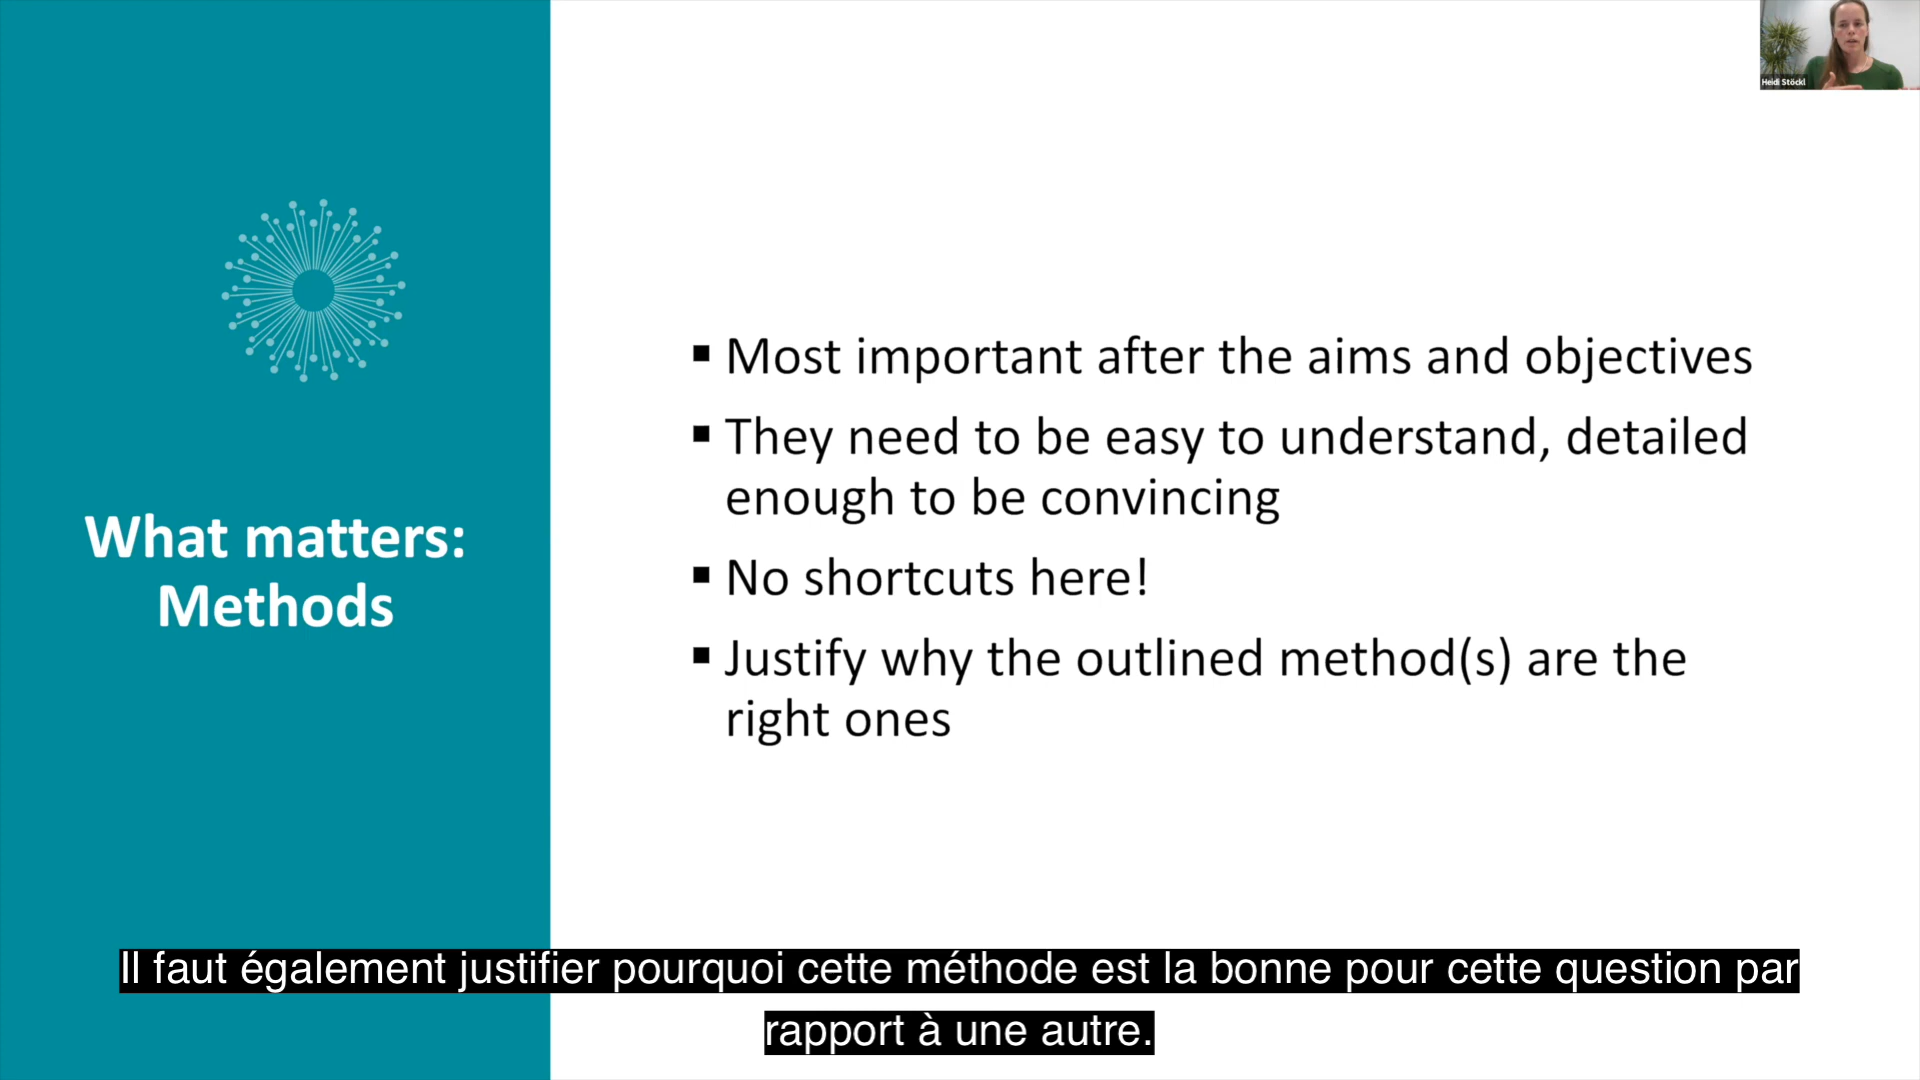 Heidi Stöckl
What matters:
Methods
▪ Most important after the aims and objectives
▪ They need to be easy to understand, detailed
enough to be convincing
▪ No shortcuts here!
▪ Justify why the outlined method(s) are the
right ones
Il faut également justifier pourquoi cette méthode est la bonne pour cette question par
rapport à une autre.